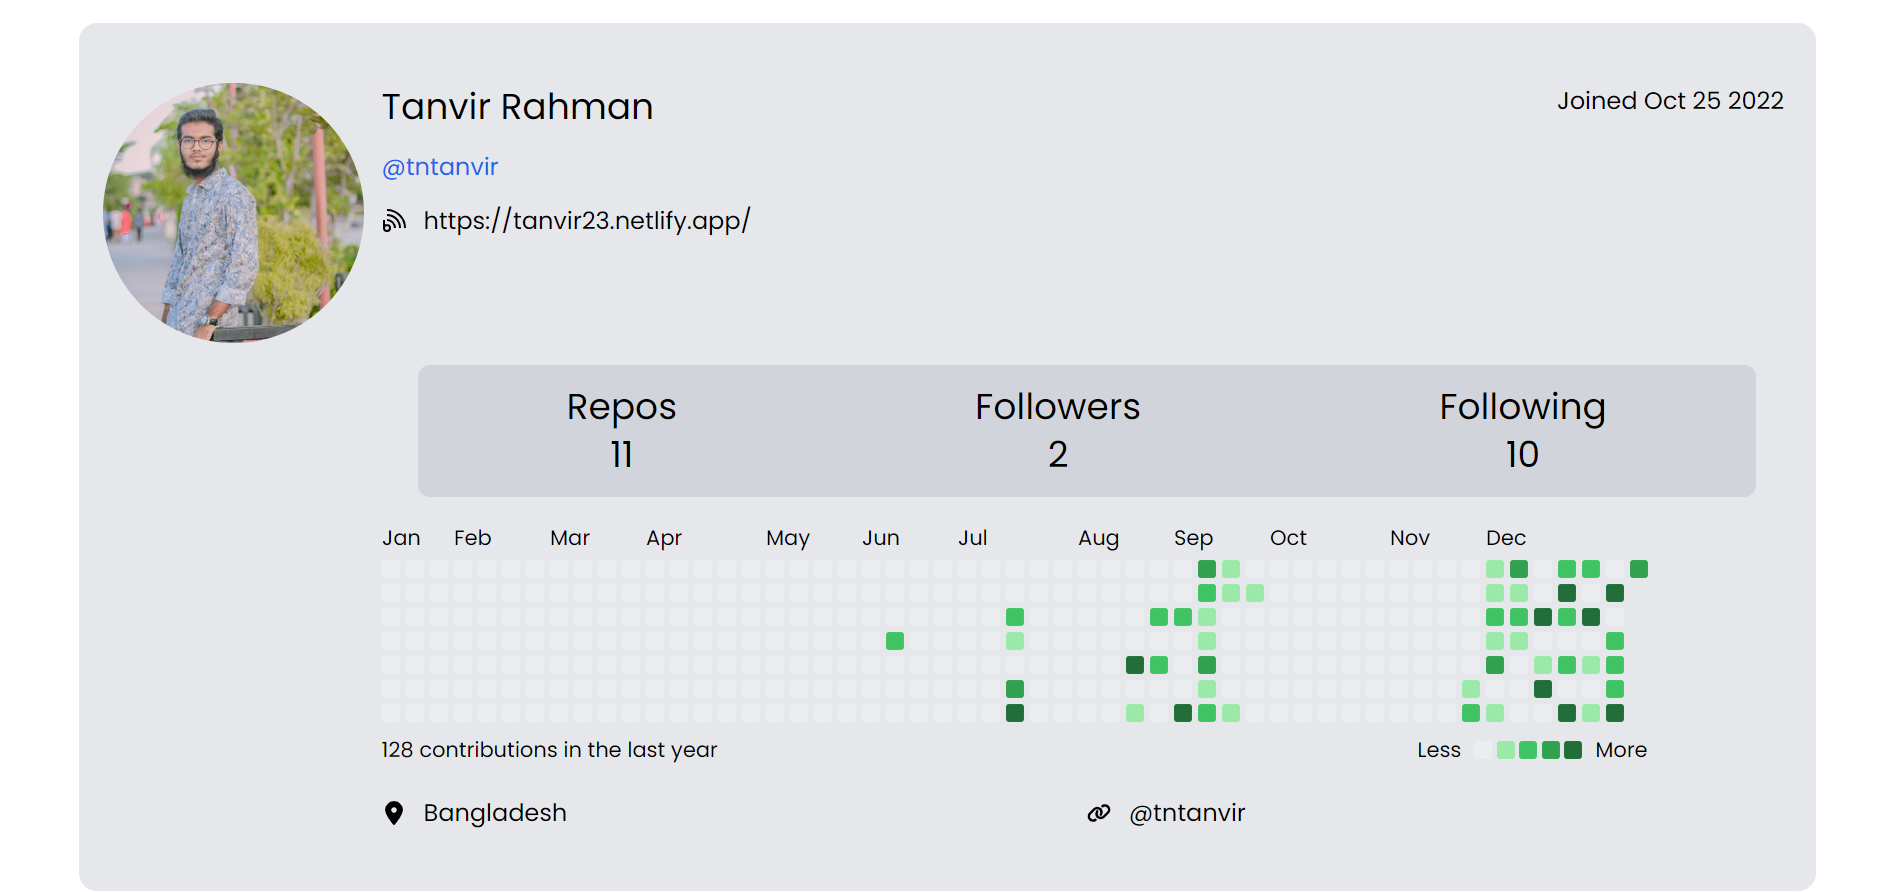 Tanvir Rahman
Joined Oct 25 2022
@tntanvir
https://tanvir23.netlify.app/
Repos Followers Following
11 2 10
Jan Feb Mar Apr May Jun Jul Aug Sep Oct Nov Dec
128 contributions in the last year
Less More
Bangladesh
@tntanvir